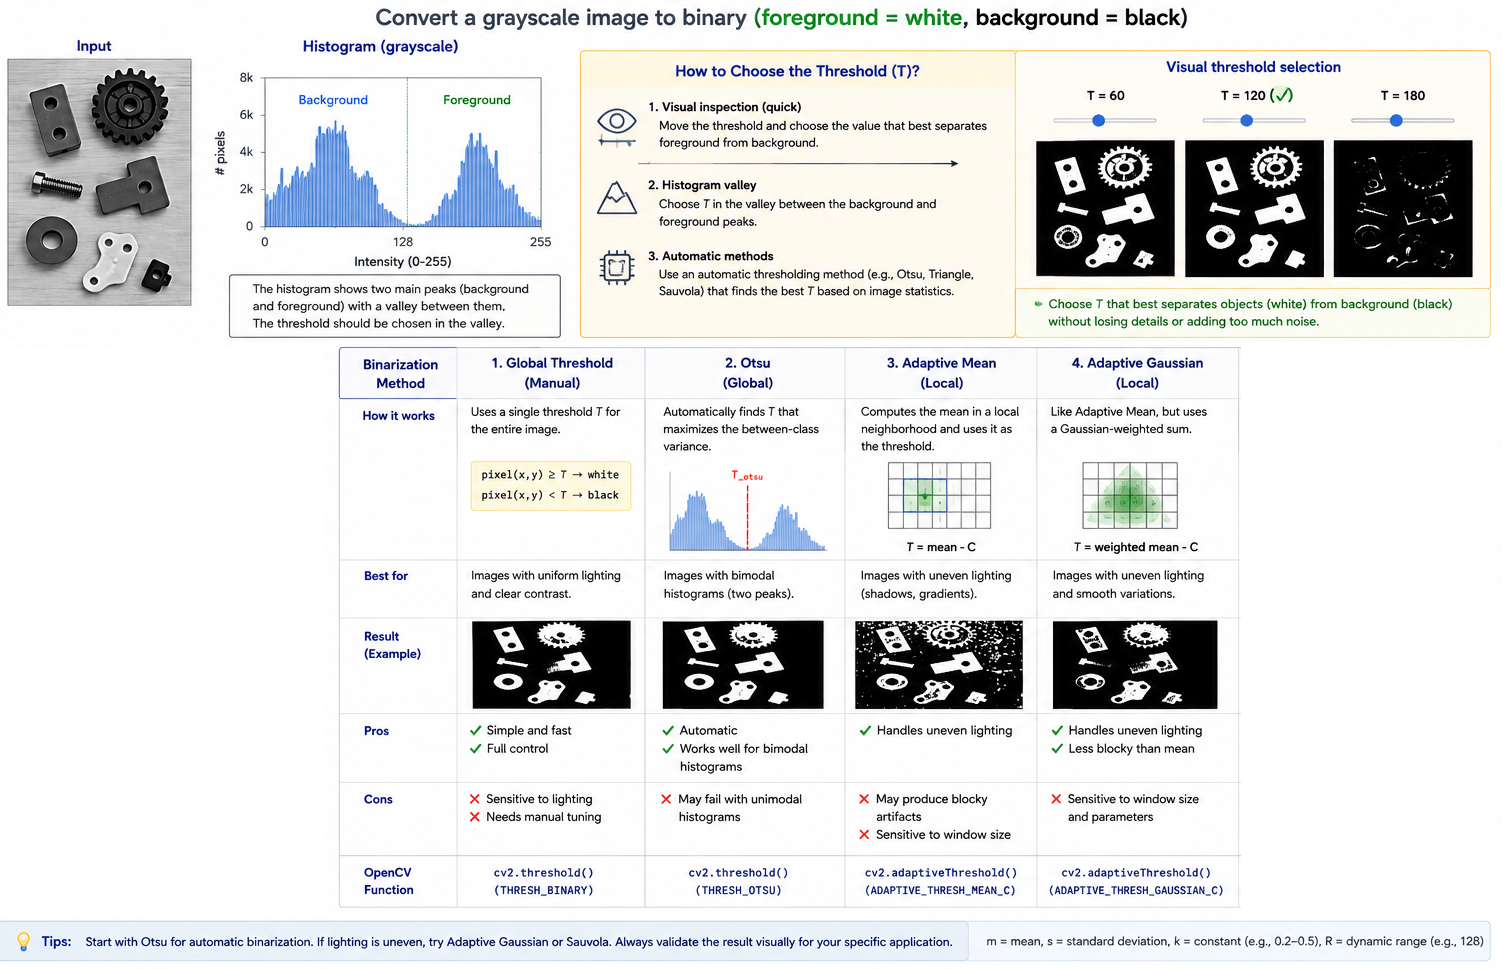 Convert a grayscale image to binary (foreground = white, background = black)
Input
Histogram (grayscale)
8k
6k
4k
2k
0
# pixels
Background
Foreground
0
128
255
Intensity (0-255)
The histogram shows two main peaks (background
and foreground) with a valley between them.
The threshold should be chosen in the valley.
How to Choose the Threshold (T)?
1. Visual inspection (quick)
Move the threshold and choose the value that best separates
foreground from background.
2. Histogram valley
Choose T in the valley between the background and
foreground peaks.
3. Automatic methods
Use an automatic thresholding method (e.g., Otsu, Triangle,
Sauvola) that finds the best T based on image statistics.
Visual threshold selection
T = 60
T = 120 (✓)
T = 180
Choose T that best separates objects (white) from background (black)
without losing details or adding too much noise.
Binarization
Method
1. Global Threshold
(Manual)
2. Otsu
(Global)
3. Adaptive Mean
(Local)
4. Adaptive Gaussian
(Local)
How it works
Uses a single threshold T for
the entire image.
pixel(x,y) ≥ T → white
pixel(x,y) < T → black
Automatically finds T that
maximizes the between-class
variance.
T_otsu
Computes the mean in a local
neighborhood and uses it as
the threshold.
T = mean - C
Like Adaptive Mean, but uses
a Gaussian-weighted sum.
T = weighted mean - C
Best for
Images with uniform lighting
and clear contrast.
Images with bimodal
histograms (two peaks).
Images with uneven lighting
(shadows, gradients).
Images with uneven lighting
and smooth variations.
Result
(Example)
Pros
✓ Simple and fast
✓ Full control
✓ Automatic
✓ Works well for bimodal
histograms
✓ Handles uneven lighting
✓ Handles uneven lighting
✓ Less blocky than mean
Cons
✕ Sensitive to lighting
✕ Needs manual tuning
✕ May fail with unimodal
histograms
✕ May produce blocky
artifacts
✕ Sensitive to window size
✕ Sensitive to window size
and parameters
OpenCV
Function
cv2.threshold()
(THRESH_BINARY)
cv2.threshold()
(THRESH_OTSU)
cv2.adaptiveThreshold()
(ADAPTIVE_THRESH_MEAN_C)
cv2.adaptiveThreshold()
(ADAPTIVE_THRESH_GAUSSIAN_C)
Tips: Start with Otsu for automatic binarization. If lighting is uneven, try Adaptive Gaussian or Sauvola. Always validate the result visually for your specific application.
m = mean, s = standard deviation, k = constant (e.g., 0.2–0.5), R = dynamic range (e.g., 128)